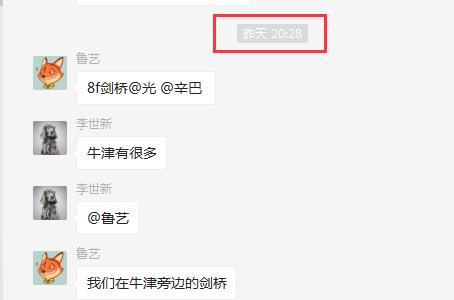 昨天 20:28
鲁艺
8f剑桥@光 @辛巴
李世新
牛津有很多
李世新
@鲁艺
鲁艺
我们在牛津旁边的剑桥